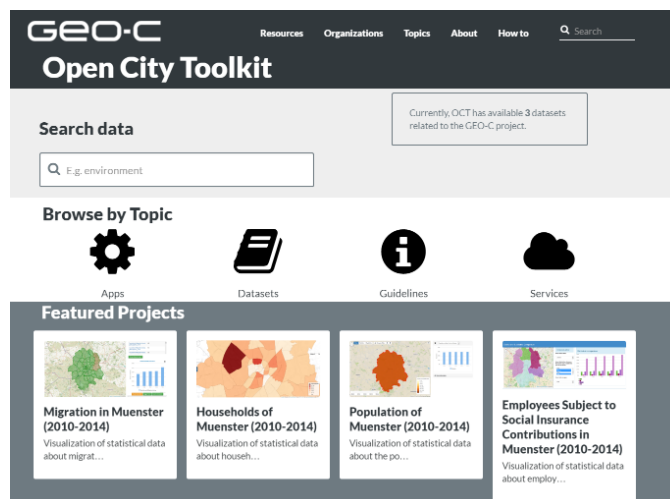 GEO-C
Resources Organizations Topics About How to Search
Open City Toolkit
Currently, OCT has available 3 datasets
related to the GEO-C project.
Search data
E.g. environment
Browse by Topic
Apps Datasets Guidelines Services
Featured Projects
Migration in Muenster
(2010-2014)
Visualization of statistical data
about migrat...
Households of
Muenster (2010-2014)
Visualization of statistical data
about househ...
Population of
Muenster (2010-2014)
Visualization of statistical data
about the po...
Employees Subject to
Social Insurance
Contributions in
Muenster (2010-2014)
Visualization of statistical data
about employ...